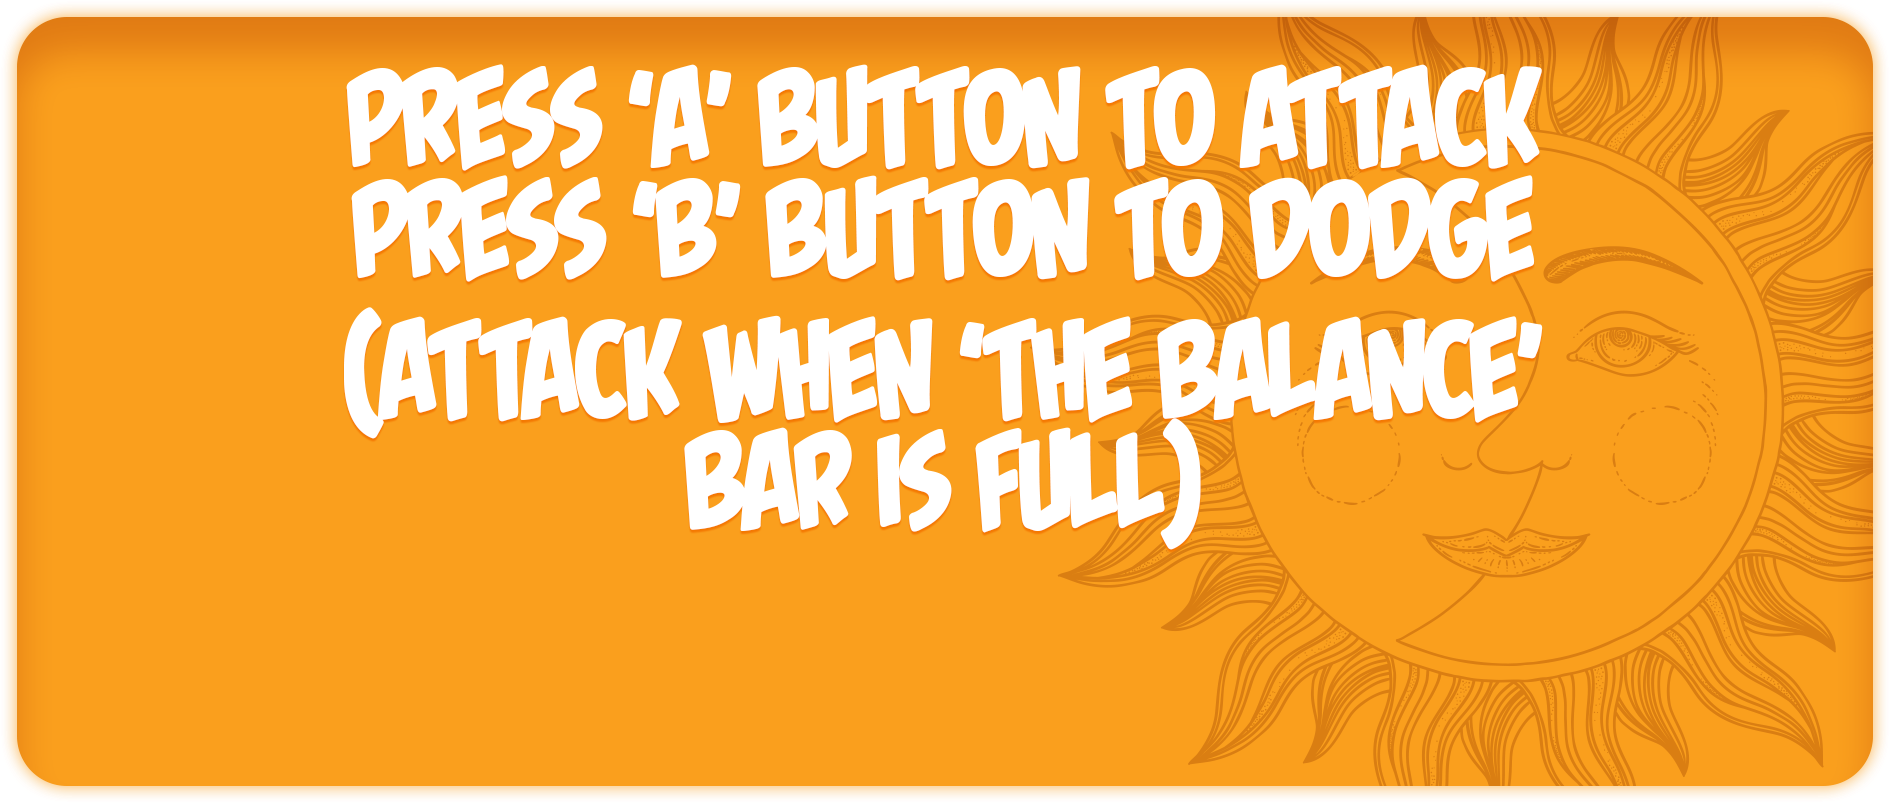 PRESS 'A' BUTTON TO ATTACK
PRESS 'B' BUTTON TO DODGE
(ATTACK WHEN 'THE BALANCE'
BAR IS FULL)